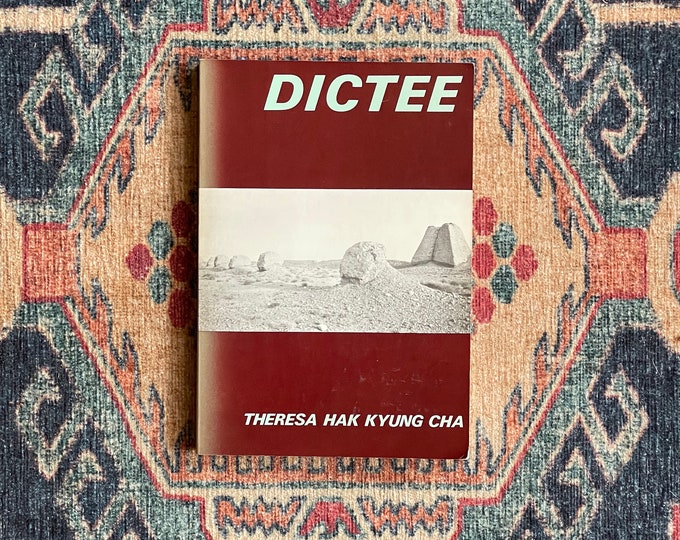 DICTEE
THERESA HAK KYUNG CHA